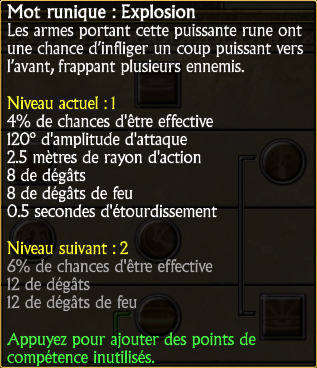 Mot runique : Explosion
Les armes portant cette puissante rune ont
une chance d'infliger un coup puissant vers
l'avant, frappant plusieurs ennemis.
Niveau actuel : 1
4% de chances d'être effective
120° d'amplitude d'attaque
2.5 mètres de rayon d'action
8 de dégâts
8 de dégâts de feu
0.5 secondes d'étourdissement
Niveau suivant : 2
6% de chances d'être effective
12 de dégâts
12 de dégâts de feu
Appuyez pour ajouter des points de
compétence inutilisés.